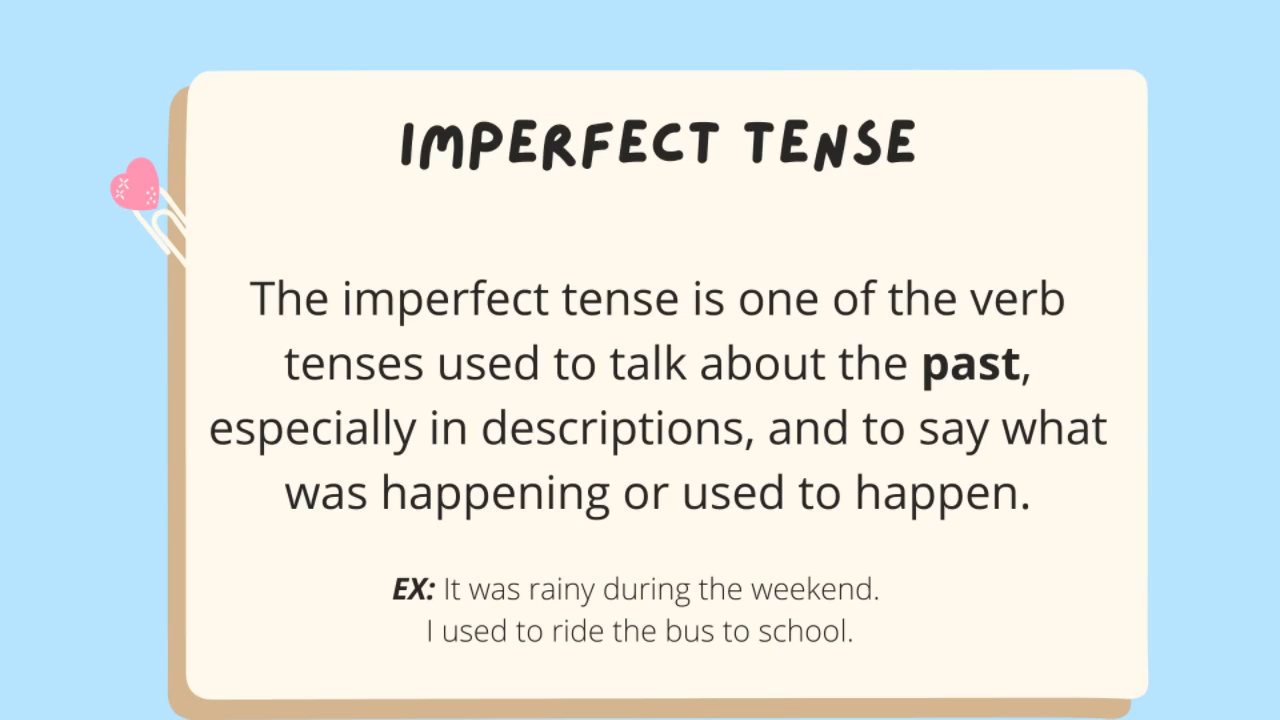 IMPERFECT TENSE
The imperfect tense is one of the verb
tenses used to talk about the past,
especially in descriptions, and to say what
was happening or used to happen.
EX: It was rainy during the weekend.
I used to ride the bus to school.